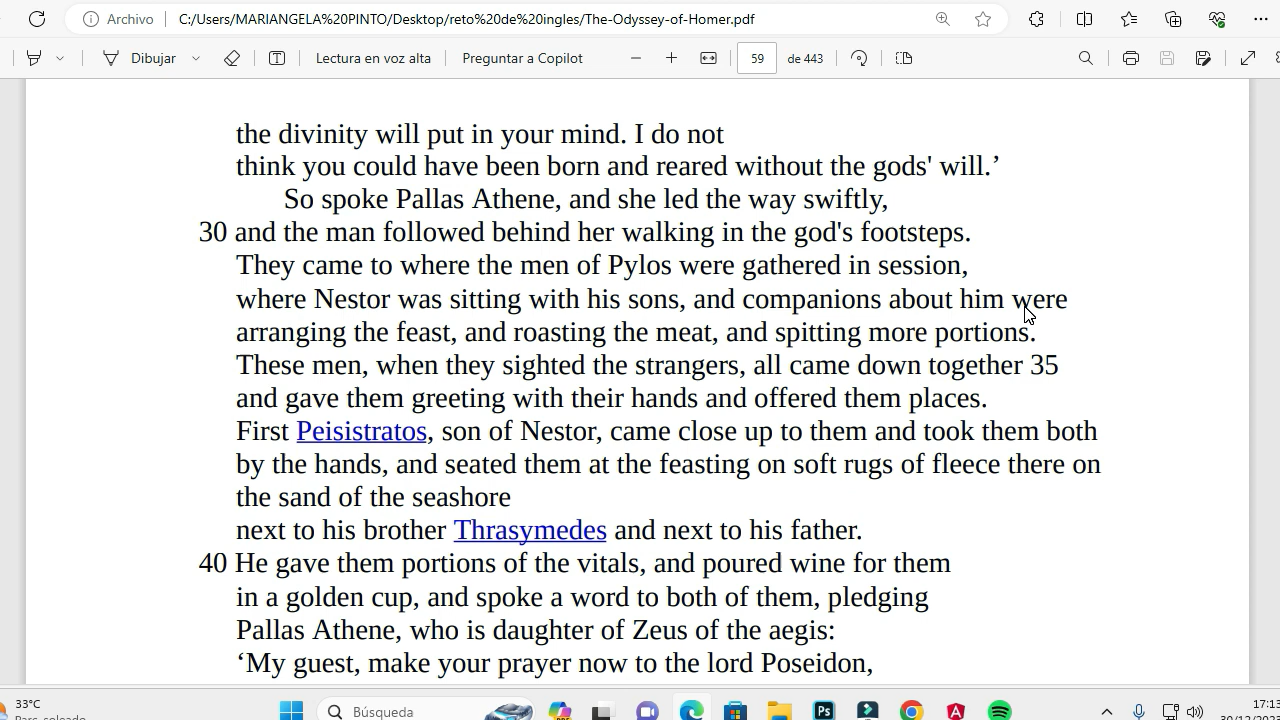 Archivo C:/Users/MARIANGELA%20PINTO/Desktop/reto%20de%20ingles/The-Odyssey-of-Homer.pdf
Dibujar Lectura en voz alta Preguntar a Copilot 59 de 443
the divinity will put in your mind. I do not
think you could have been born and reared without the gods' will.’
So spoke Pallas Athene, and she led the way swiftly,
30 and the man followed behind her walking in the god's footsteps.
They came to where the men of Pylos were gathered in session,
where Nestor was sitting with his sons, and companions about him were
arranging the feast, and roasting the meat, and spitting more portions.
These men, when they sighted the strangers, all came down together 35
and gave them greeting with their hands and offered them places.
First Peisistratos, son of Nestor, came close up to them and took them both
by the hands, and seated them at the feasting on soft rugs of fleece there on
the sand of the seashore
next to his brother Thrasymedes and next to his father.
40 He gave them portions of the vitals, and poured wine for them
in a golden cup, and spoke a word to both of them, pledging
Pallas Athene, who is daughter of Zeus of the aegis:
‘My guest, make your prayer now to the lord Poseidon,
33°C
Búsqueda
Ps